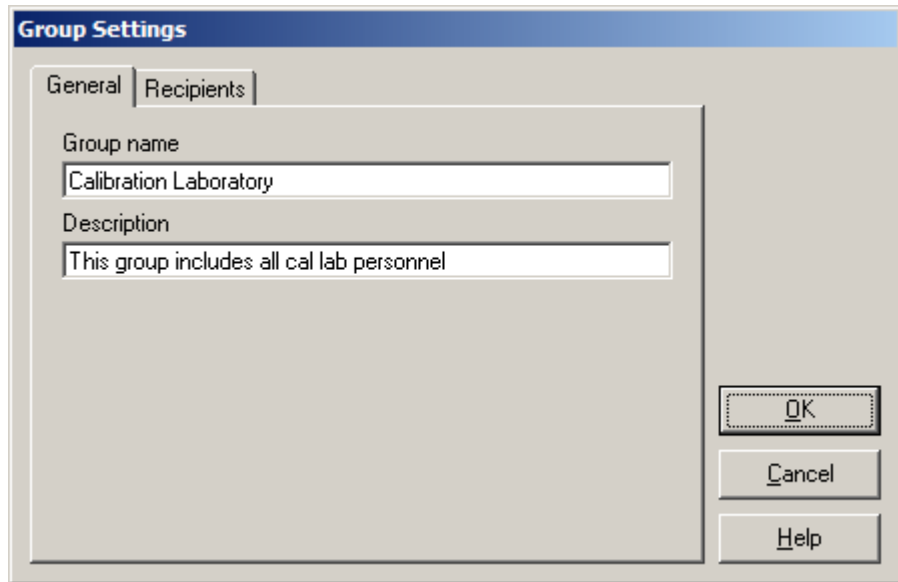 Group Settings
General
Recipients
Group name
Calibration Laboratory
Description
This group includes all cal lab personnel
OK
Cancel
Help